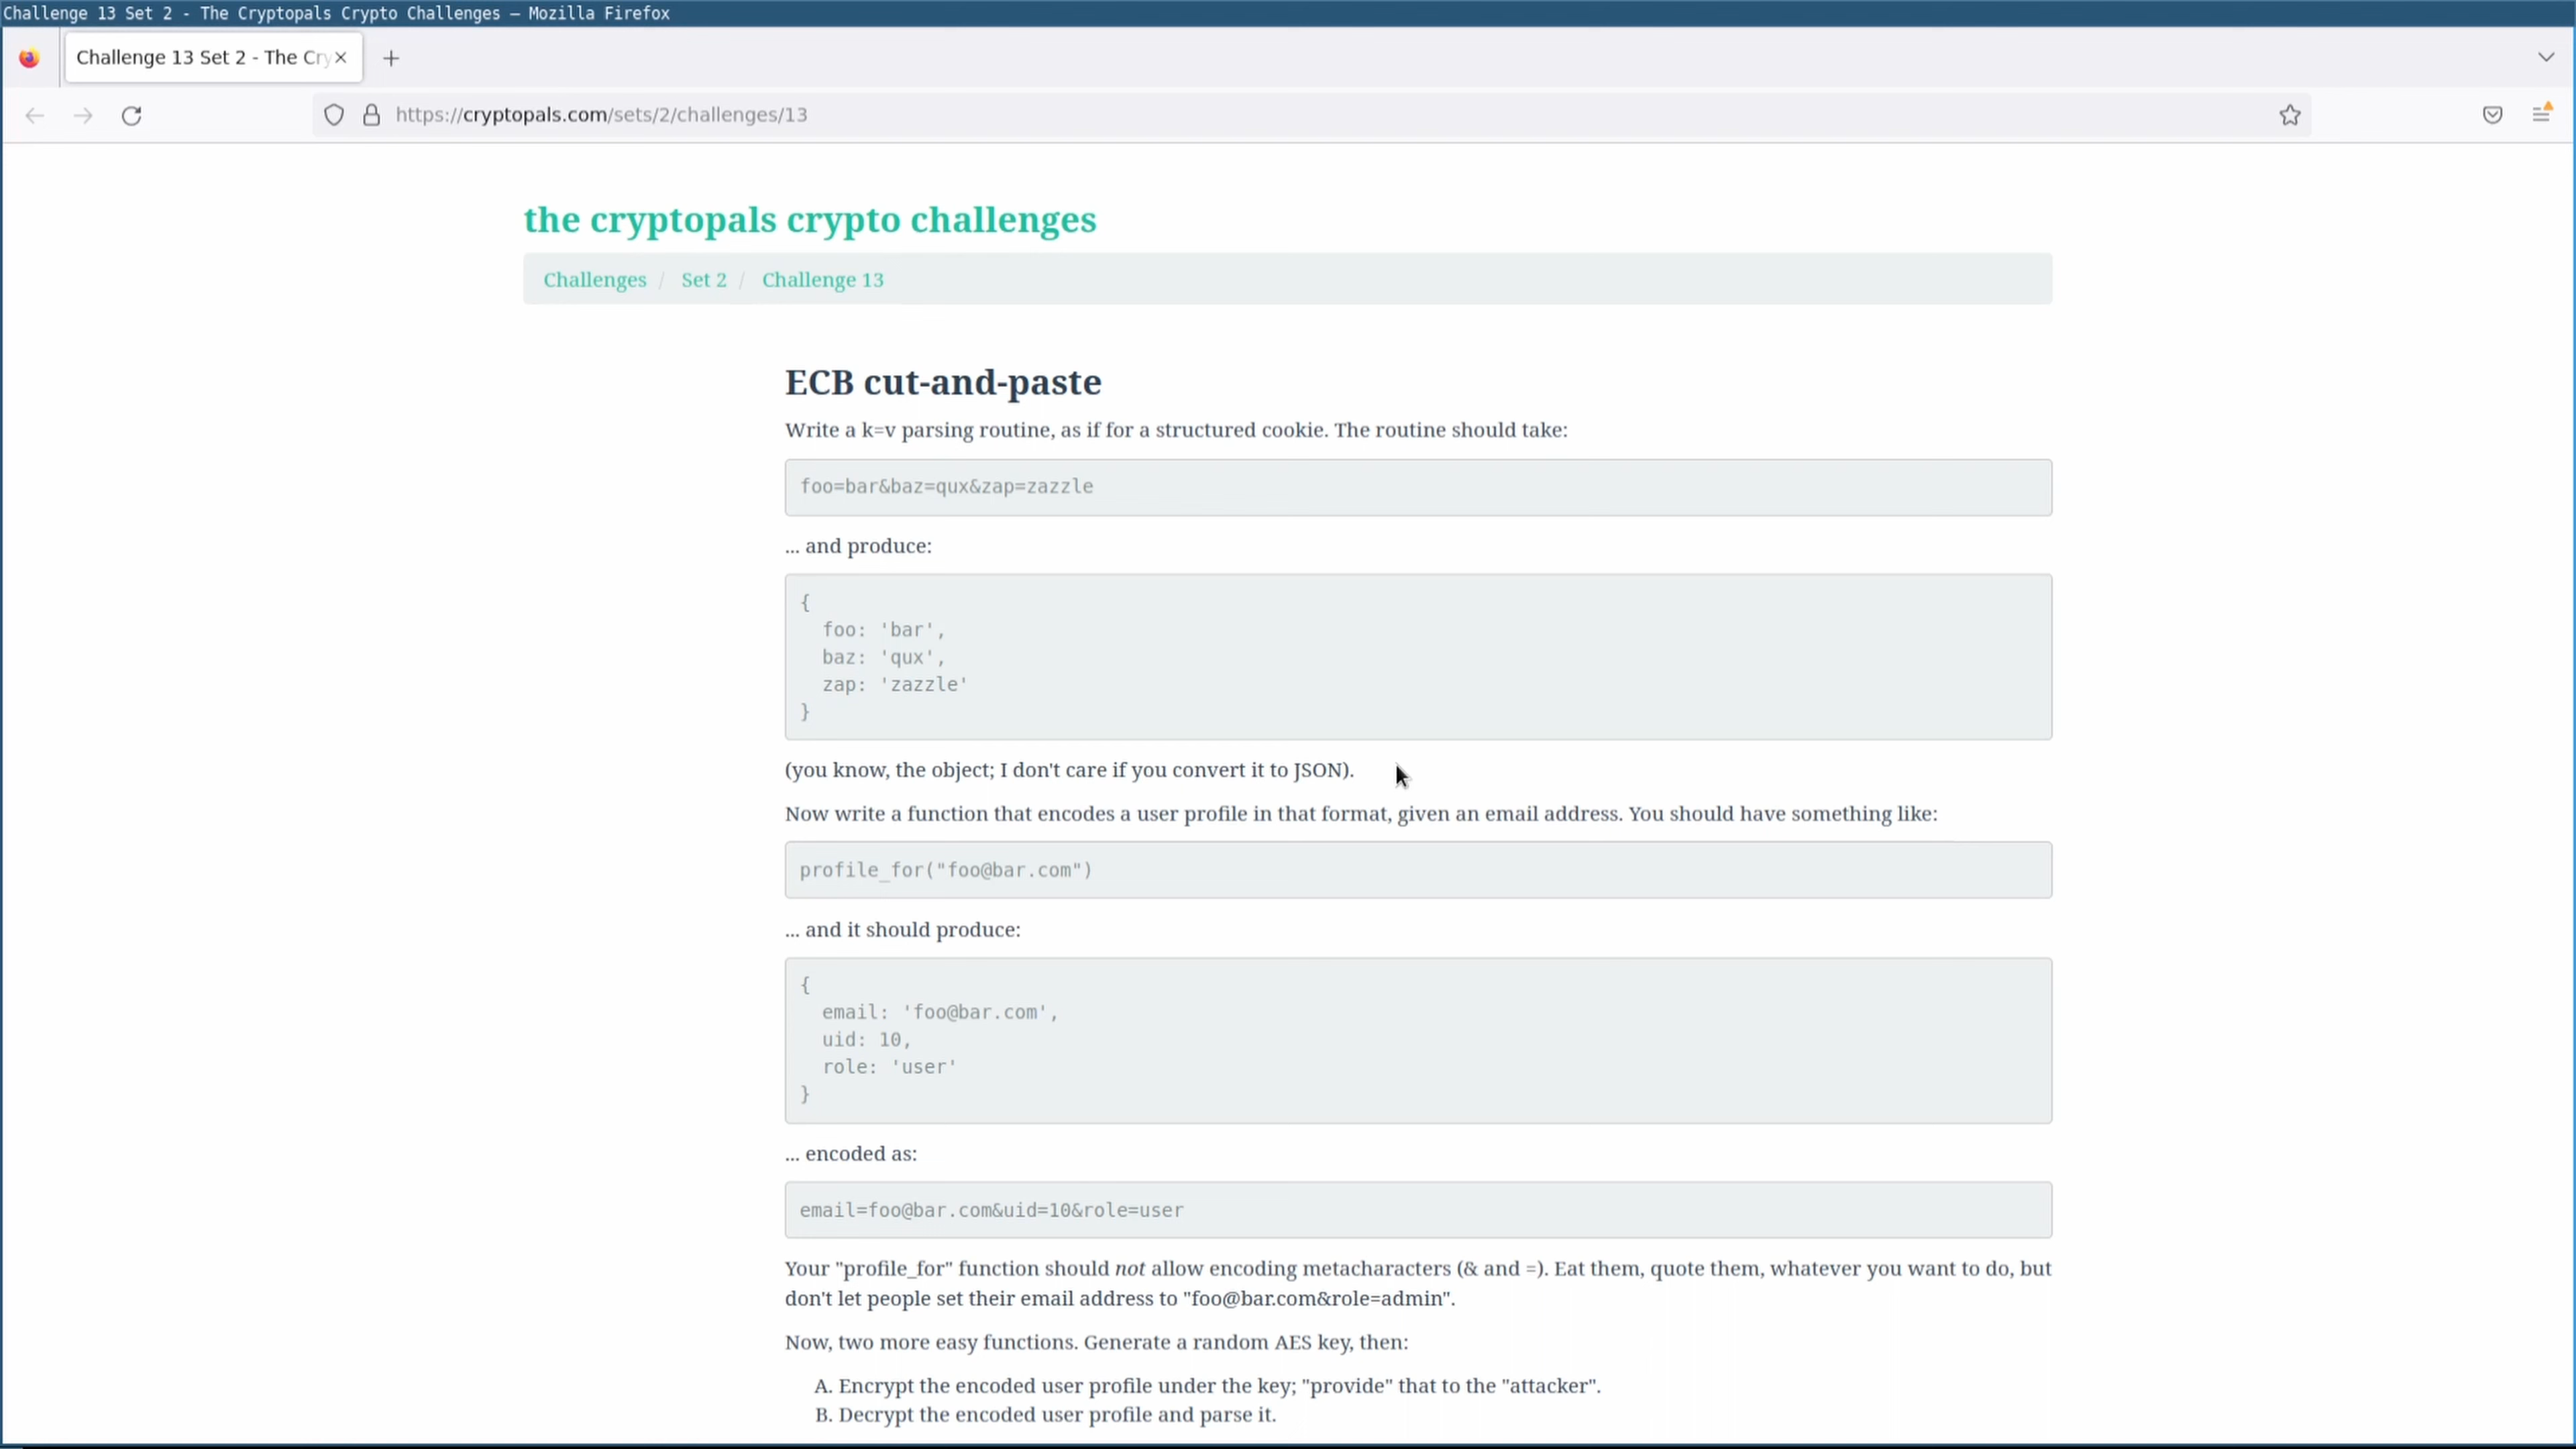 Challenge 13 Set 2 - The Cryptopals Crypto Challenges — Mozilla Firefox
Challenge 13 Set 2 - The Cry
https://cryptopals.com/sets/2/challenges/13
the cryptopals crypto challenges
Challenges / Set 2 / Challenge 13
ECB cut-and-paste
Write a k=v parsing routine, as if for a structured cookie. The routine should take:
foo=bar&baz=qux&zap=zazzle
... and produce:
{
  foo: 'bar',
  baz: 'qux',
  zap: 'zazzle'
}
(you know, the object; I don't care if you convert it to JSON).
Now write a function that encodes a user profile in that format, given an email address. You should have something like:
profile_for("foo@bar.com")
... and it should produce:
{
  email: 'foo@bar.com',
  uid: 10,
  role: 'user'
}
... encoded as:
email=foo@bar.com&uid=10&role=user
Your "profile_for" function should not allow encoding metacharacters (& and =). Eat them, quote them, whatever you want to do, but
don't let people set their email address to "foo@bar.com&role=admin".
Now, two more easy functions. Generate a random AES key, then:
A. Encrypt the encoded user profile under the key; "provide" that to the "attacker".
B. Decrypt the encoded user profile and parse it.